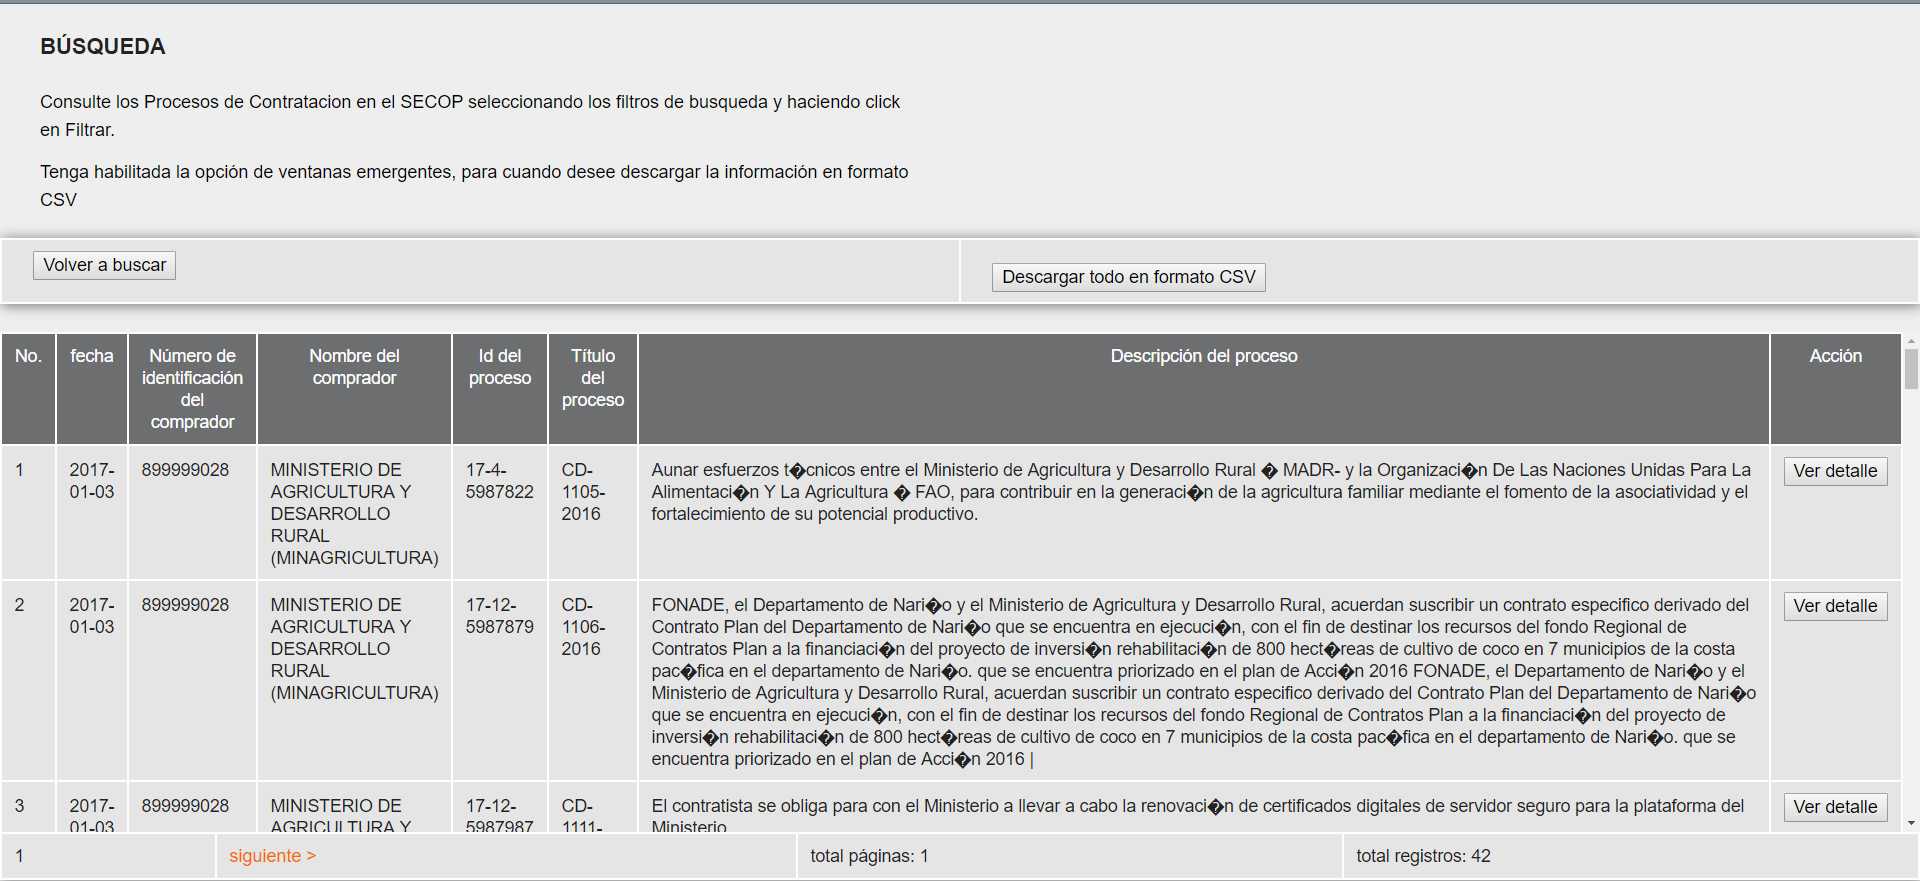 BÚSQUEDA
Consulte los Procesos de Contratacion en el SECOP seleccionando los filtros de busqueda y haciendo click
en Filtrar.
Tenga habilitada la opción de ventanas emergentes, para cuando desee descargar la información en formato
CSV
Volver a buscar
Descargar todo en formato CSV
No.
fecha
Número de
identificación
del
comprador
Nombre del
comprador
Id del
proceso
Título
del
proceso
Descripción del proceso
Acción
1
2017-
01-03
899999028
MINISTERIO DE
AGRICULTURA Y
DESARROLLO
RURAL
(MINAGRICULTURA)
17-4-
5987822
CD-
1105-
2016
Aunar esfuerzos t�cnicos entre el Ministerio de Agricultura y Desarrollo Rural � MADR- y la Organizaci�n De Las Naciones Unidas Para La
Alimentaci�n Y La Agricultura � FAO, para contribuir en la generaci�n de la agricultura familiar mediante el fomento de la asociatividad y el
fortalecimiento de su potencial productivo.
Ver detalle
2
2017-
01-03
899999028
MINISTERIO DE
AGRICULTURA Y
DESARROLLO
RURAL
(MINAGRICULTURA)
17-12-
5987879
CD-
1106-
2016
FONADE, el Departamento de Nari�o y el Ministerio de Agricultura y Desarrollo Rural, acuerdan suscribir un contrato especifico derivado del
Contrato Plan del Departamento de Nari�o que se encuentra en ejecuci�n, con el fin de destinar los recursos del fondo Regional de
Contratos Plan a la financiaci�n del proyecto de inversi�n rehabilitaci�n de 800 hect�reas de cultivo de coco en 7 municipios de la costa
pac�fica en el departamento de Nari�o. que se encuentra priorizado en el plan de Acci�n 2016 FONADE, el Departamento de Nari�o y el
Ministerio de Agricultura y Desarrollo Rural, acuerdan suscribir un contrato especifico derivado del Contrato Plan del Departamento de Nari�o
que se encuentra en ejecuci�n, con el fin de destinar los recursos del fondo Regional de Contratos Plan a la financiaci�n del proyecto de
inversi�n rehabilitaci�n de 800 hect�reas de cultivo de coco en 7 municipios de la costa pac�fica en el departamento de Nari�o. que se
encuentra priorizado en el plan de Acci�n 2016 |
Ver detalle
3
2017-
01-03
899999028
MINISTERIO DE
AGRICULTURA Y
17-12-
5987987
CD-
1111-
El contratista se obliga para con el Ministerio a llevar a cabo la renovaci�n de certificados digitales de servidor seguro para la plataforma del
Ministerio
Ver detalle
1
siguiente >
total páginas: 1
total registros: 42